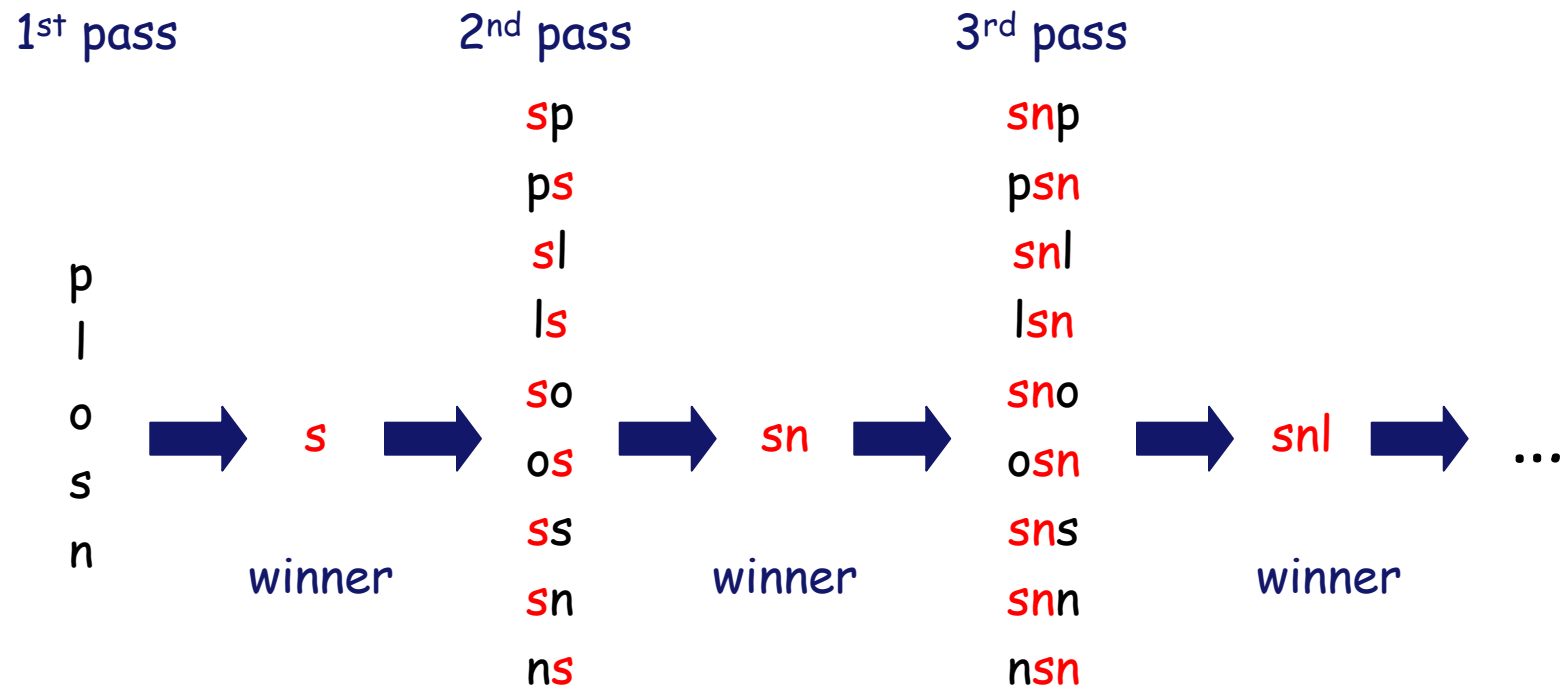 1st pass
2nd pass
3rd pass
p
l
o
s
n
s
winner
sp
ps
sl
ls
so
os
ss
sn
ns
sn
winner
snp
psn
snl
lsn
sno
osn
sns
snn
nsn
snl
winner
...